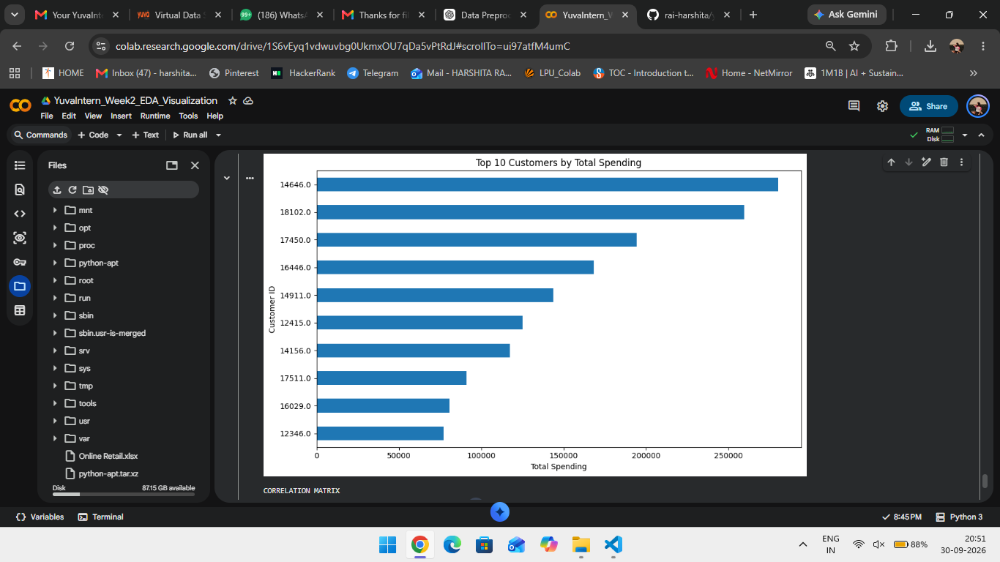 Your YuvaInte
YUVA
Virtual Data S
99+
(186) WhatsA
Thanks for fil
Data Preproc
YuvaIntern_W
rai-harshita/y
Ask Gemini
colab.research.google.com/drive/1S6vEyq1vdwuvbg0UkmxOU7qDa5vPtRdJ#scrollTo=ui97atfM4umC
HOME
Inbox (47) - harshita...
Pinterest
HackerRank
Telegram
Mail - HARSHITA RA...
LPU_Colab
TOC - Introduction t...
Home - NetMirror
1M1B | AI + Sustain...
YuvaIntern_Week2_EDA_Visualization
File Edit View Insert Runtime Tools Help
Share
Commands
+ Code
+ Text
Run all
RAM
Disk
Files
mnt
opt
proc
python-apt
root
run
sbin
sbin.usr-is-merged
srv
sys
tmp
tools
usr
var
Online Retail.xlsx
python-apt.tar.xz
Disk
87.15 GB available
Top 10 Customers by Total Spending
Customer ID
14646.0
18102.0
17450.0
16446.0
14911.0
12415.0
14156.0
17511.0
16029.0
12346.0
0 50000 100000 150000 200000 250000
Total Spending
CORRELATION MATRIX
Variables
Terminal
8:45 PM
Python 3
ENG
IN
88%
20:51
30-09-2026